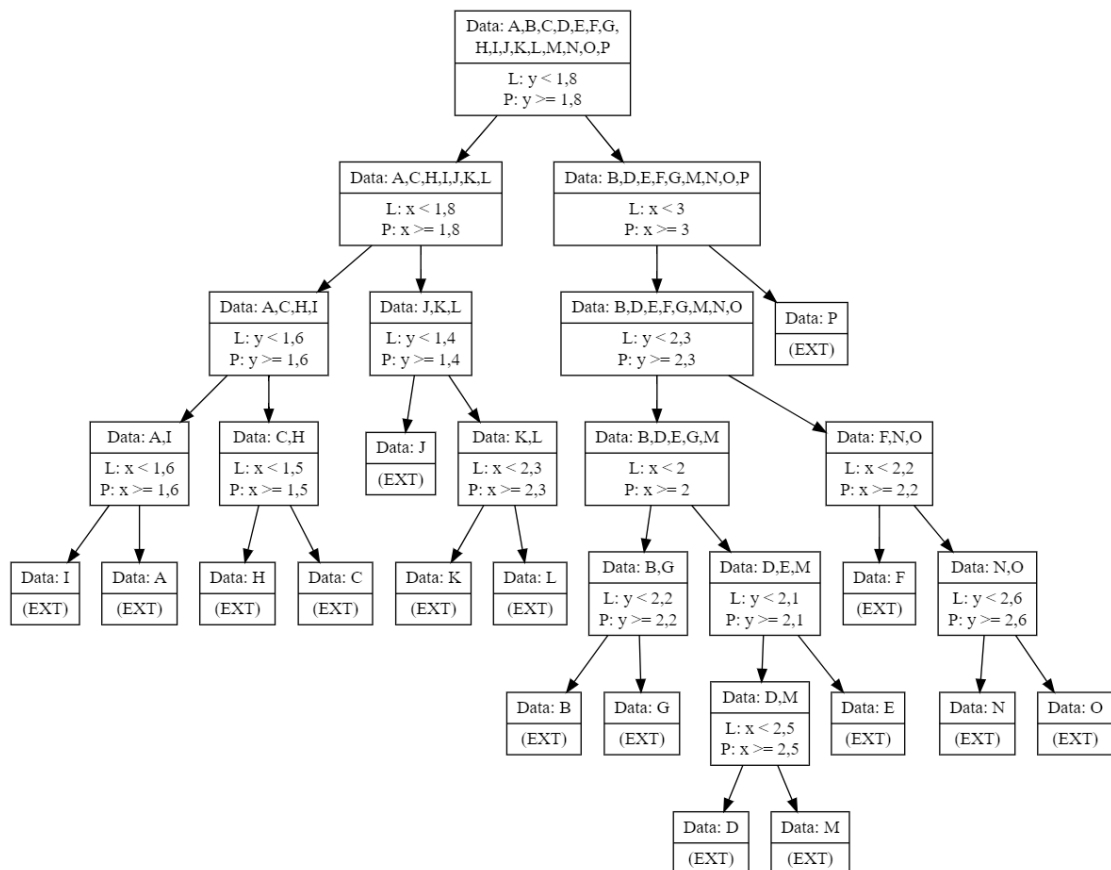 Data: A,B,C,D,E,F,G,
H,I,J,K,L,M,N,O,P
L: y < 1,8
P: y >= 1,8
Data: A,C,H,I,J,K,L
L: x < 1,8
P: x >= 1,8
Data: B,D,E,F,G,M,N,O,P
L: x < 3
P: x >= 3
Data: A,C,H,I
L: y < 1,6
P: y >= 1,6
Data: J,K,L
L: y < 1,4
P: y >= 1,4
Data: B,D,E,F,G,M,N,O
L: y < 2,3
P: y >= 2,3
Data: P
(EXT)
Data: A,I
L: x < 1,6
P: x >= 1,6
Data: C,H
L: x < 1,5
P: x >= 1,5
Data: J
(EXT)
Data: K,L
L: x < 2,3
P: x >= 2,3
Data: B,D,E,G,M
L: x < 2
P: x >= 2
Data: F,N,O
L: x < 2,2
P: x >= 2,2
Data: I
(EXT)
Data: A
(EXT)
Data: H
(EXT)
Data: C
(EXT)
Data: K
(EXT)
Data: L
(EXT)
Data: B,G
L: y < 2,2
P: y >= 2,2
Data: D,E,M
L: y < 2,1
P: y >= 2,1
Data: F
(EXT)
Data: N,O
L: y < 2,6
P: y >= 2,6
Data: B
(EXT)
Data: G
(EXT)
Data: D,M
L: x < 2,5
P: x >= 2,5
Data: E
(EXT)
Data: N
(EXT)
Data: O
(EXT)
Data: D
(EXT)
Data: M
(EXT)